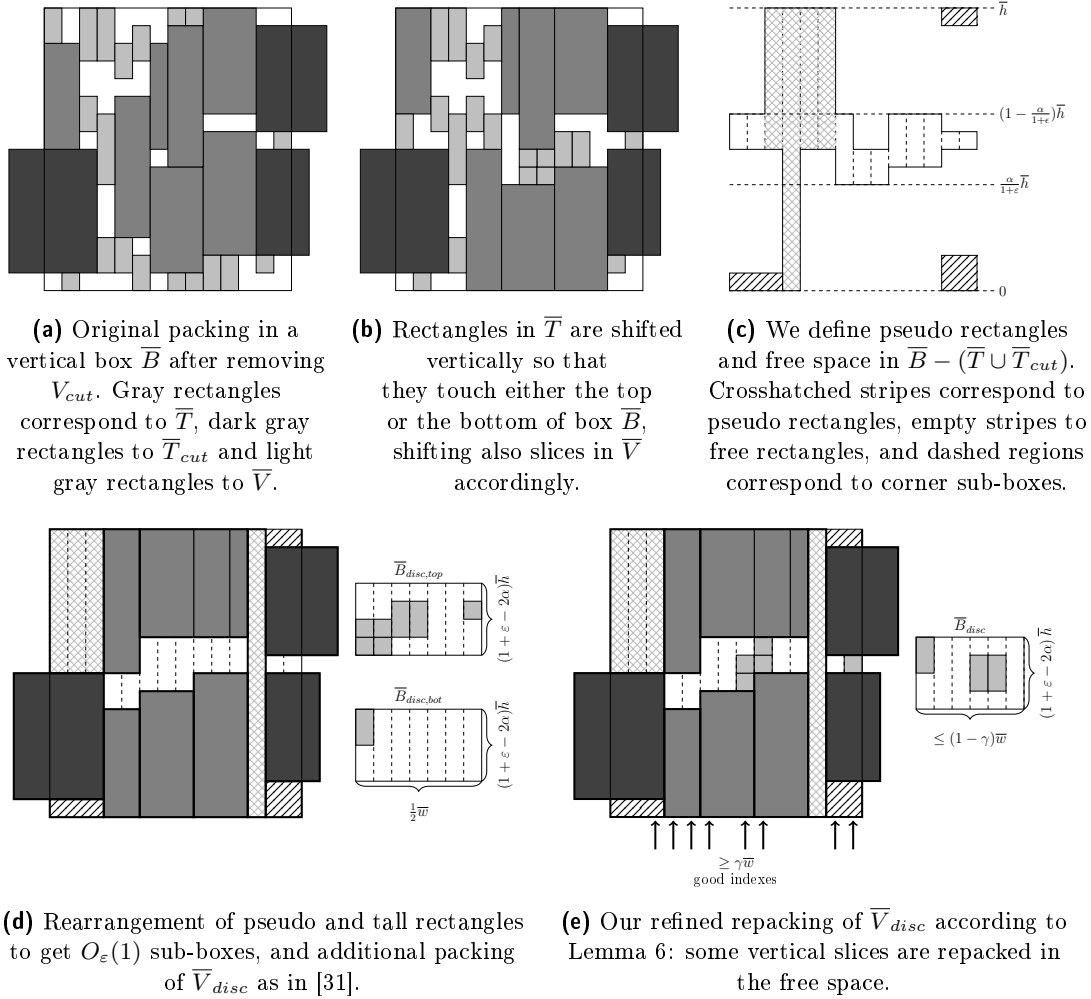 h̅
(1 − α/(1+ϵ))h̅
α/(1+ε) h̅
0
(a) Original packing in a
vertical box B̅ after removing
V_cut. Gray rectangles
correspond to T̅, dark gray
rectangles to T̅_cut and light
gray rectangles to V̅.
(b) Rectangles in T̅ are shifted
vertically so that
they touch either the top
or the bottom of box B̅,
shifting also slices in V̅
accordingly.
(c) We define pseudo rectangles
and free space in B̅ − (T̅ ∪ T̅_cut).
Crosshatched stripes correspond to
pseudo rectangles, empty stripes to
free rectangles, and dashed regions
correspond to corner sub-boxes.
B̅_disc,top
(1 + ε − 2α)h̅
B̅_disc,bot
(1 + ε − 2α)h̅
½w̅
B̅_disc
(1 + ε − 2α)h̅
≤ (1 − γ)w̅
≥ γw̅
good indexes
(d) Rearrangement of pseudo and tall rectangles
to get O_ε(1) sub-boxes, and additional packing
of V̅_disc as in [31].
(e) Our refined repacking of V̅_disc according to
Lemma 6: some vertical slices are repacked in
the free space.